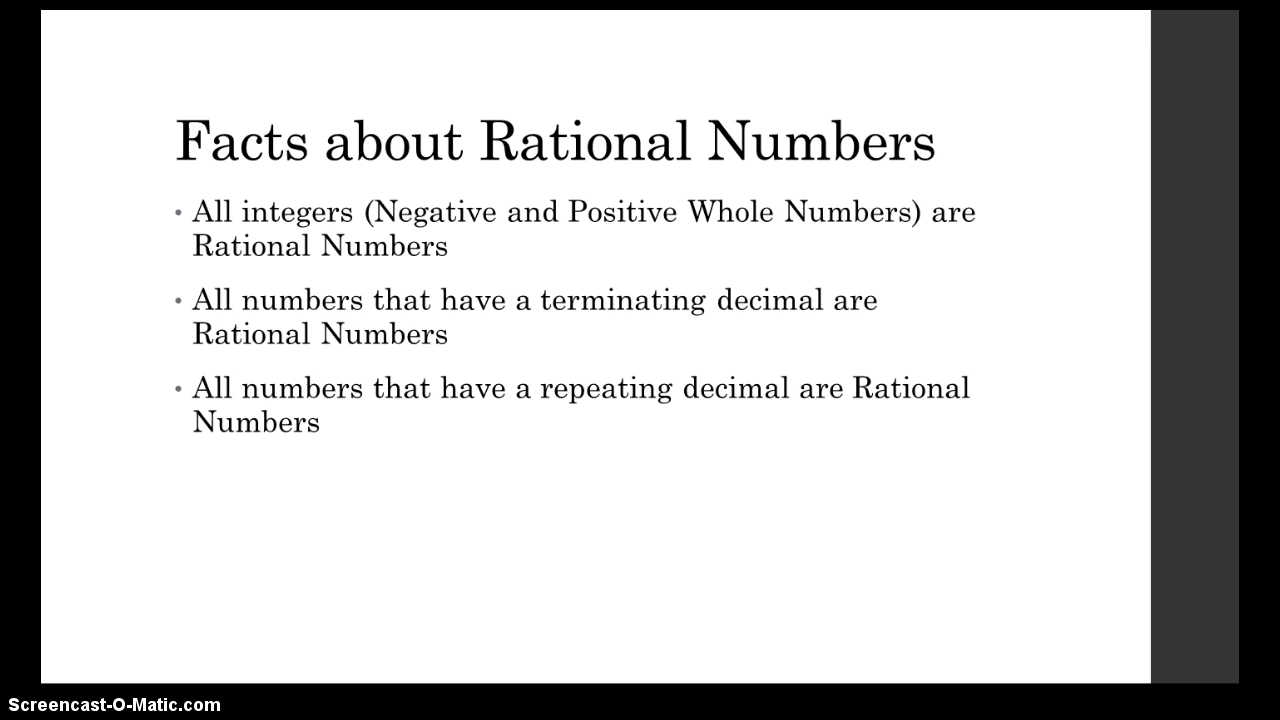 Facts about Rational Numbers
• All integers (Negative and Positive Whole Numbers) are
Rational Numbers
• All numbers that have a terminating decimal are
Rational Numbers
• All numbers that have a repeating decimal are Rational
Numbers
Screencast-O-Matic.com